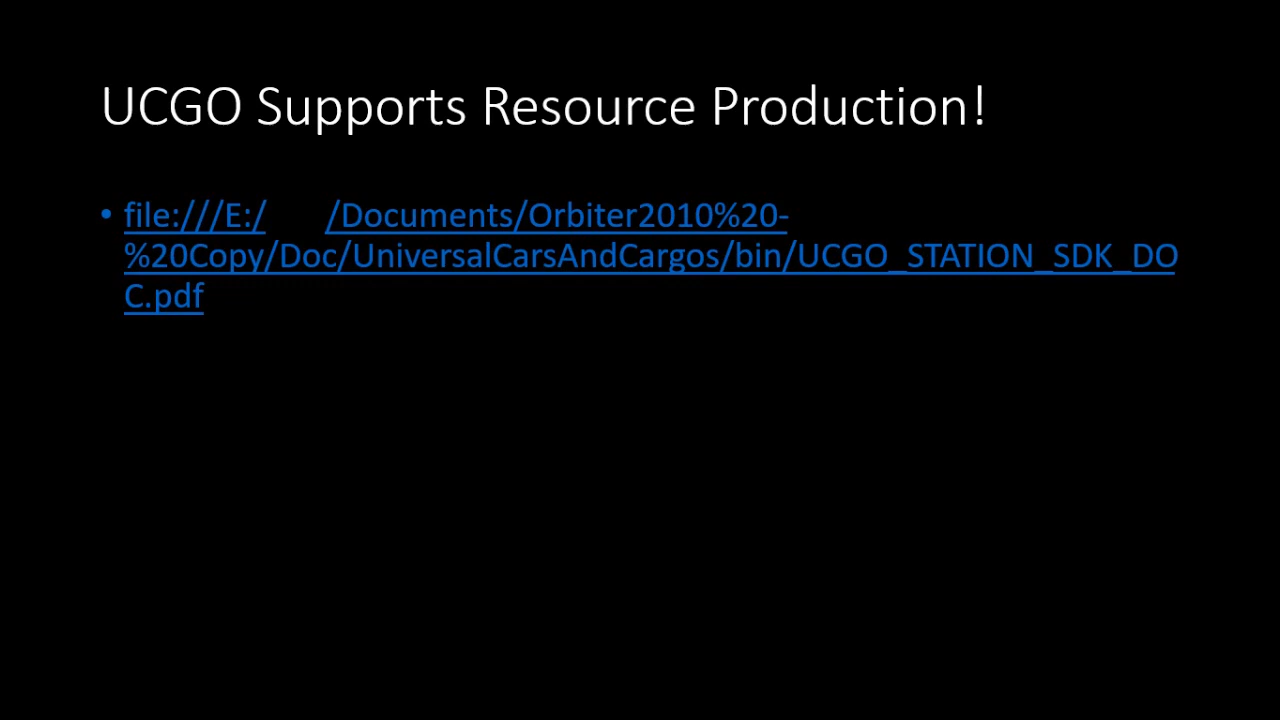 UCGO Supports Resource Production!
• file:///E:/ /Documents/Orbiter2010%20-
%20Copy/Doc/UniversalCarsAndCargos/bin/UCGO_STATION_SDK_DO
C.pdf